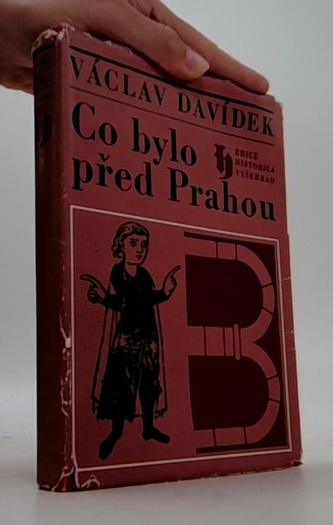 VÁCLAV DAVÍDEK
Co bylo
před Prahou
EDICE
HISTORICA
VYŠEHRAD